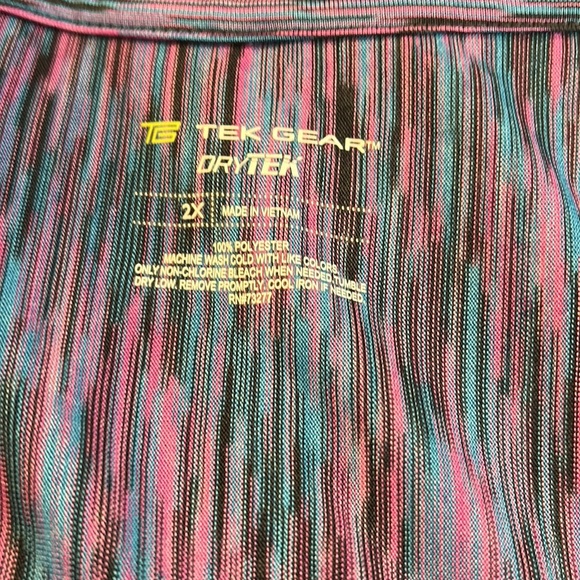 TG TEK GEAR™
DRYTEK
2X MADE IN VIETNAM
100% POLYESTER
MACHINE WASH COLD WITH LIKE COLORS.
ONLY NON-CHLORINE BLEACH WHEN NEEDED. TUMBLE
DRY LOW. REMOVE PROMPTLY. COOL IRON IF NEEDED.
RN#73277